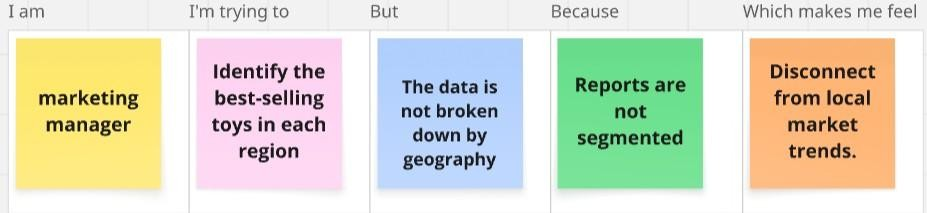 I am
I'm trying to
But
Because
Which makes me feel
marketing
manager
Identify the
best-selling
toys in each
region
The data is
not broken
down by
geography
Reports are
not
segmented
Disconnect
from local
market
trends.